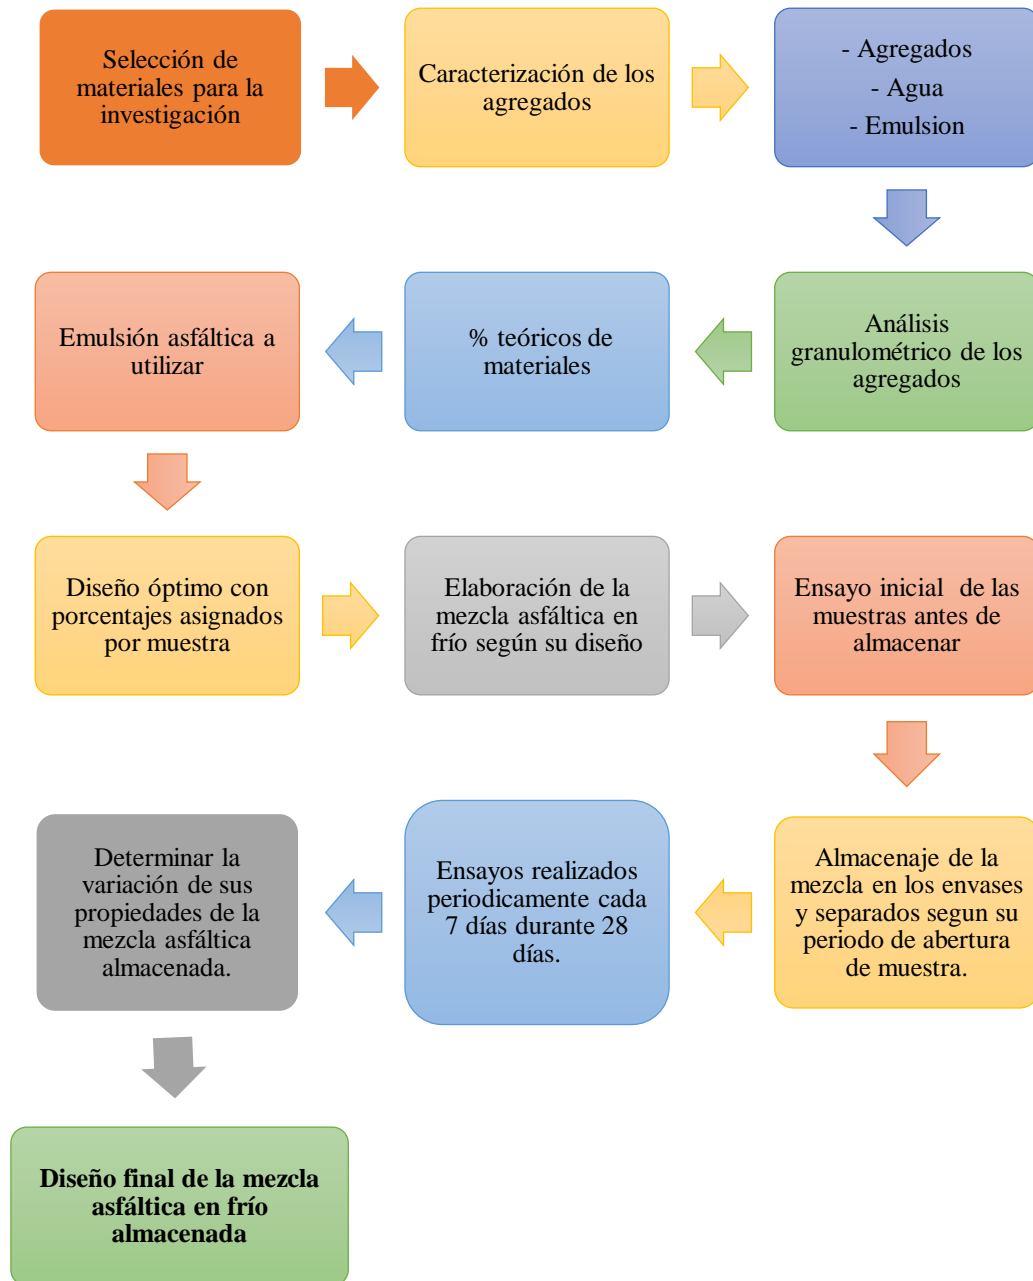 Selección de
materiales para la
investigación
Caracterización de los
agregados
- Agregados
- Agua
- Emulsion
Análisis
granulométrico de los
agregados
% teóricos de
materiales
Emulsión asfáltica a
utilizar
Diseño óptimo con
porcentajes asignados
por muestra
Elaboración de la
mezcla asfáltica en
frío según su diseño
Ensayo inicial de las
muestras antes de
almacenar
Almacenaje de la
mezcla en los envases
y separados segun su
periodo de abertura
de muestra.
Ensayos realizados
periodicamente cada
7 días durante 28
días.
Determinar la
variación de sus
propiedades de la
mezcla asfáltica
almacenada.
Diseño final de la mezcla
asfáltica en frío
almacenada